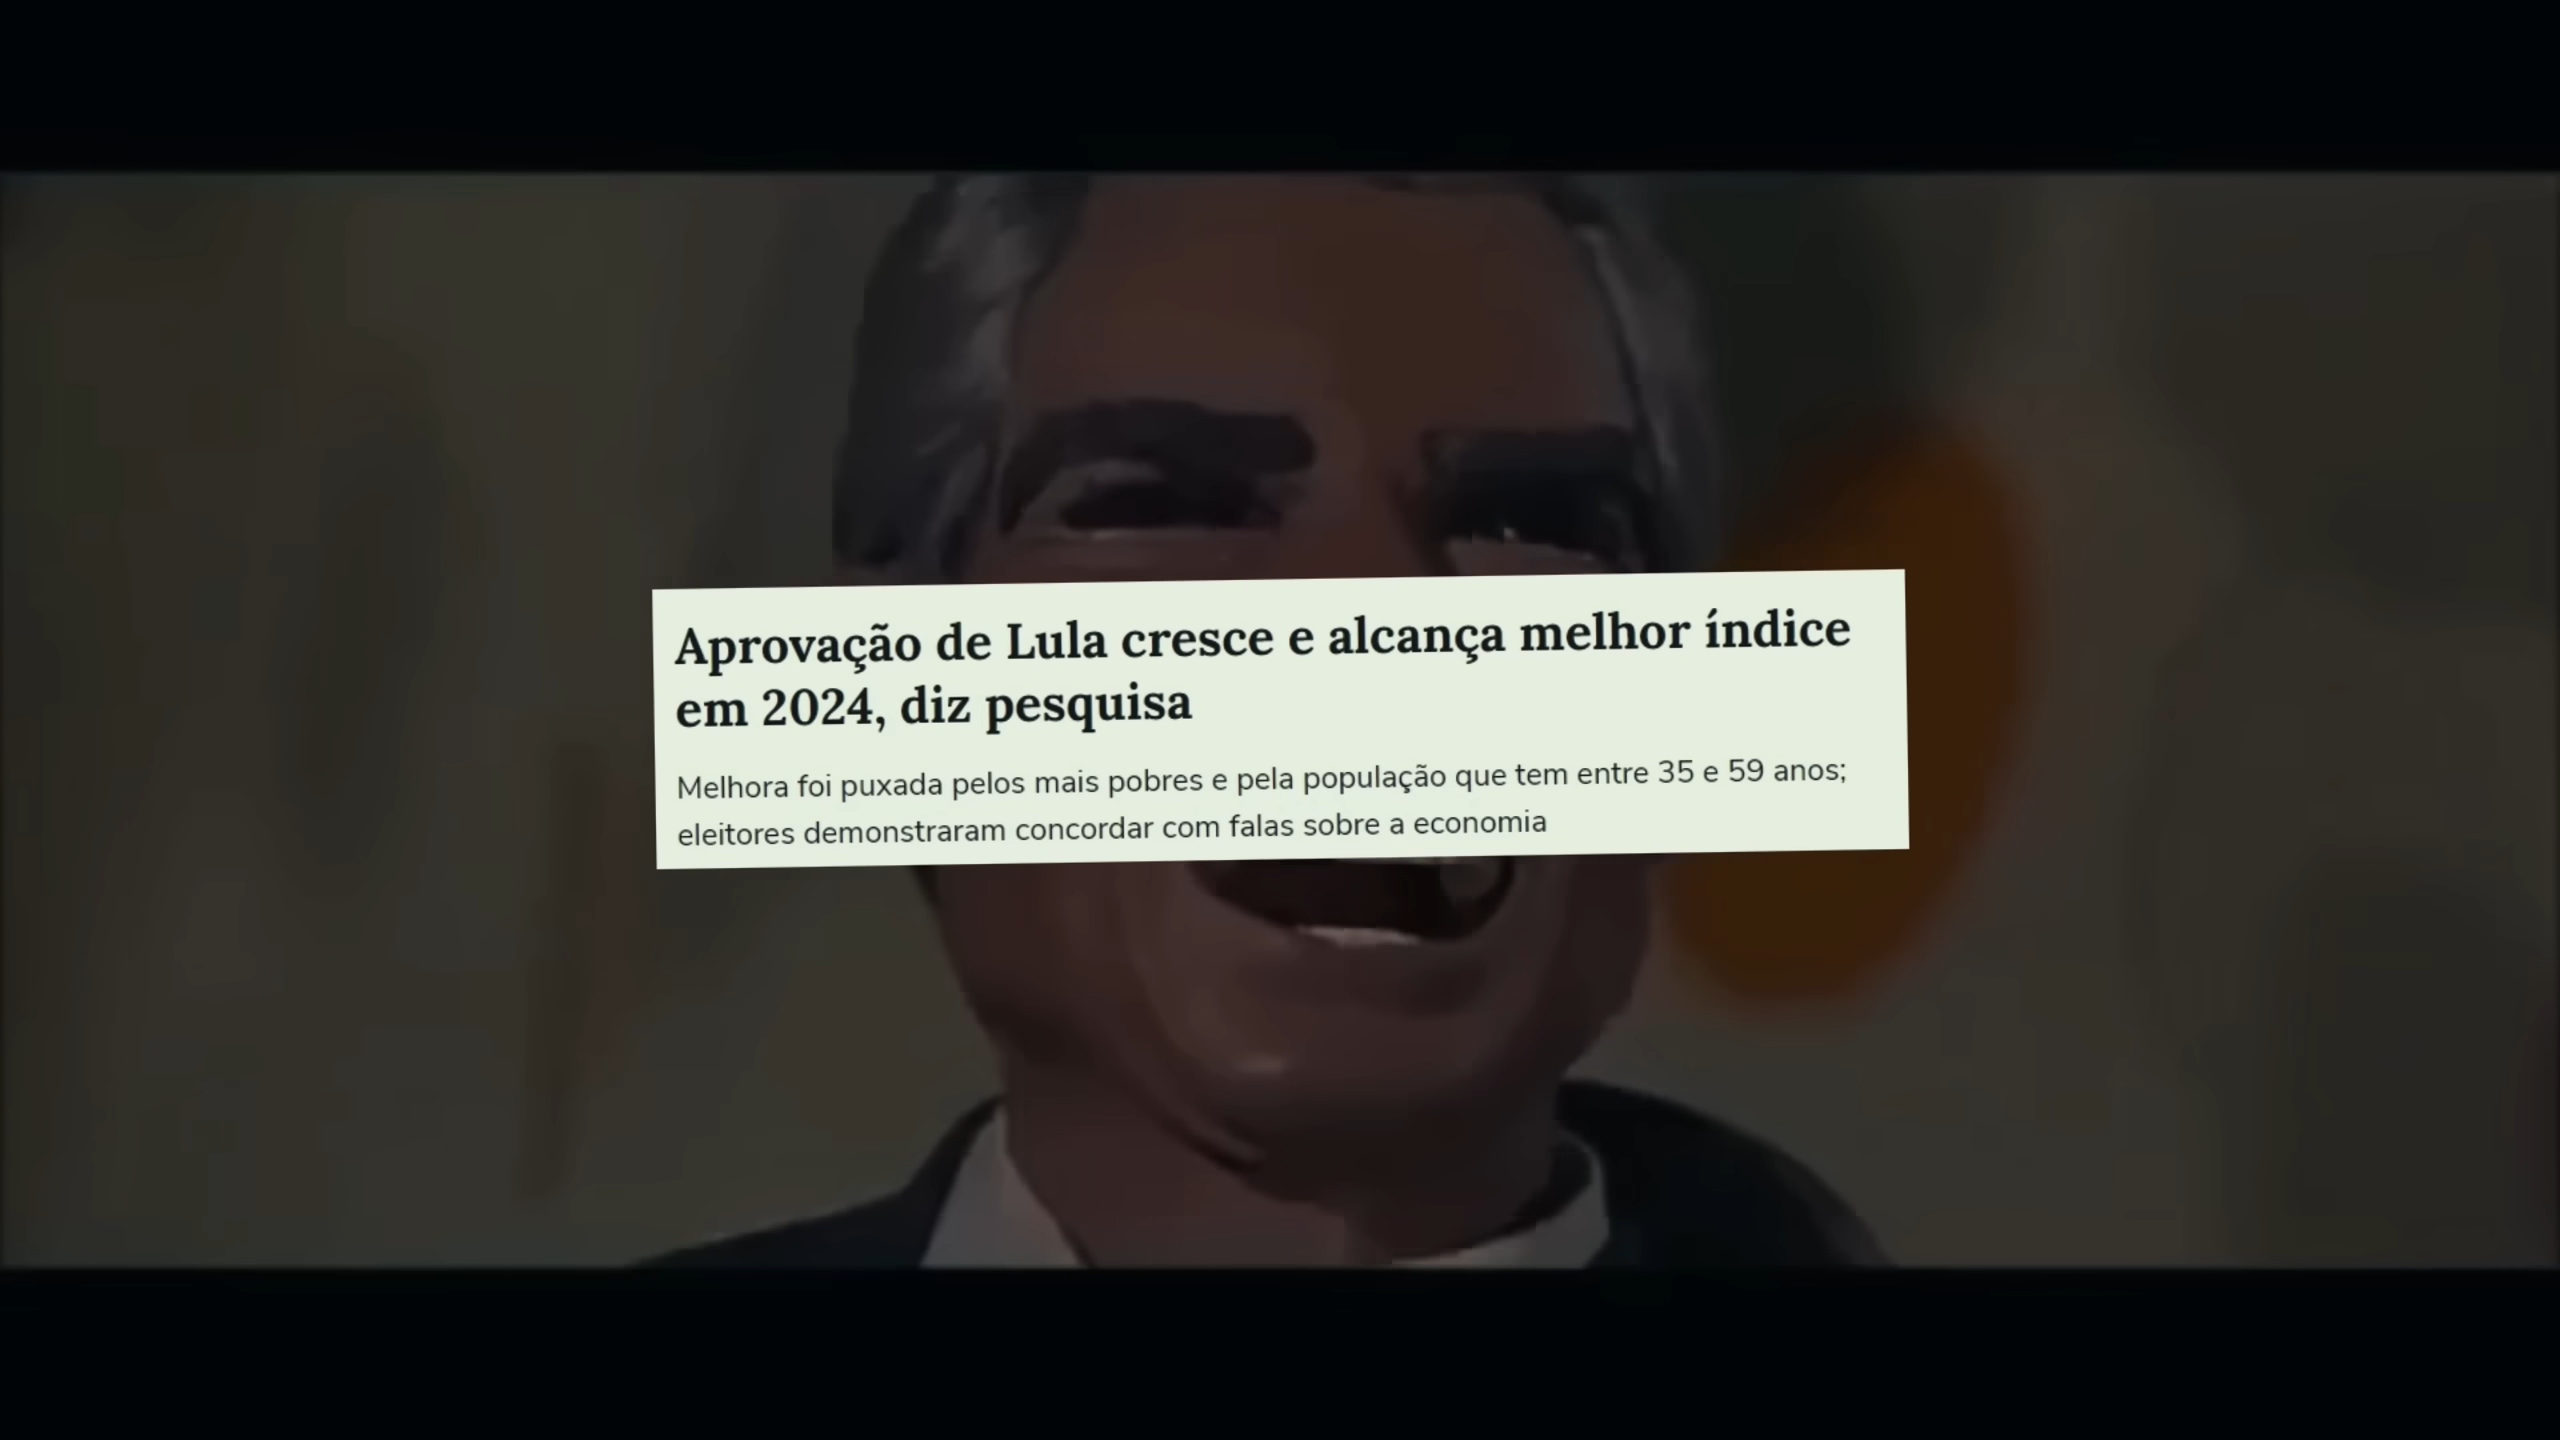 Aprovação de Lula cresce e alcança melhor índice
em 2024, diz pesquisa
Melhora foi puxada pelos mais pobres e pela população que tem entre 35 e 59 anos;
eleitores demonstraram concordar com falas sobre a economia